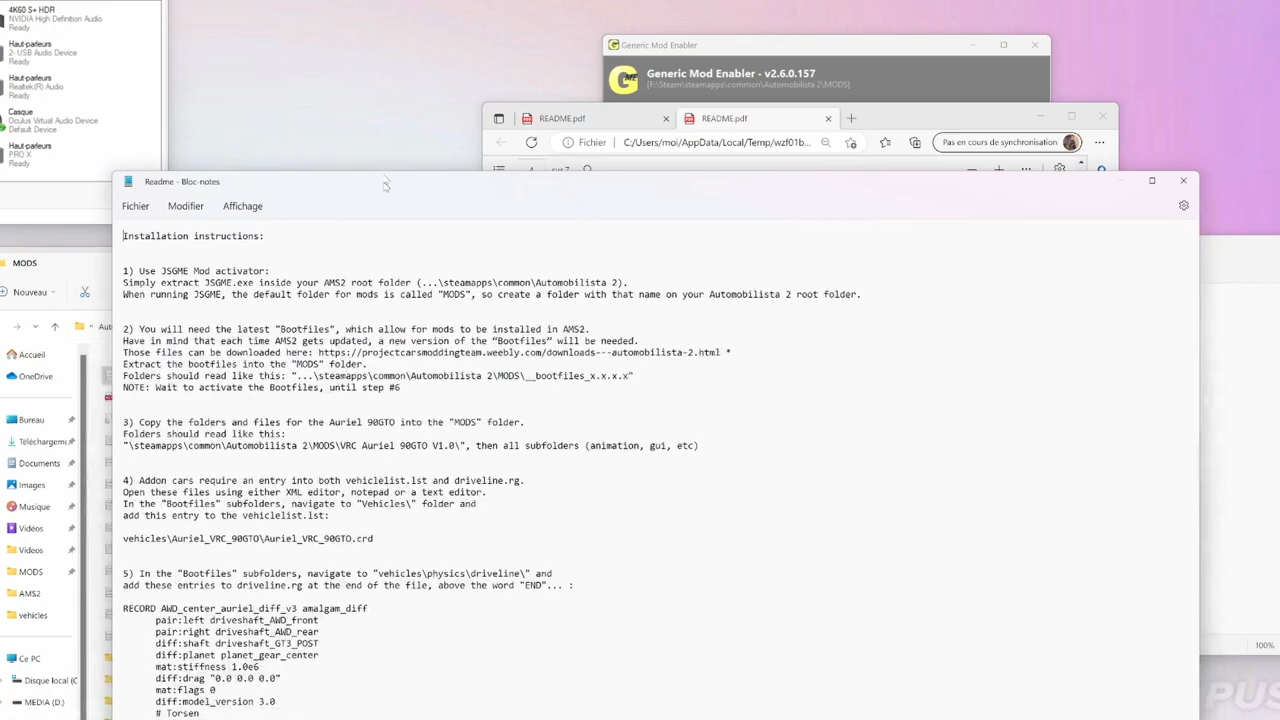 4K60 S+ HDR
NVIDIA High Definition Audio
Ready
Haut-parleurs
2- USB Audio Device
Ready
Haut-parleurs
Realtek(R) Audio
Ready
Casque
Oculus Virtual Audio Device
Default Device
Haut-parleurs
PRO X
Ready
Generic Mod Enabler
Generic Mod Enabler - v2.6.0.157
[F:\Steam\steamapps\common\Automobilista 2\MODS]
README.pdf
README.pdf
Fichier
C:/Users/moi/AppData/Local/Temp/wzf01b...
Pas en cours de synchronisation
Readme - Bloc-notes
Fichier
Modifier
Affichage
Installation instructions:
1) Use JSGME Mod activator:
Simply extract JSGME.exe inside your AMS2 root folder (...\steamapps\common\Automobilista 2).
When running JSGME, the default folder for mods is called "MODS", so create a folder with that name on your Automobilista 2 root folder.
2) You will need the latest "Bootfiles", which allow for mods to be installed in AMS2.
Have in mind that each time AMS2 gets updated, a new version of the “Bootfiles” will be needed.
Those files can be downloaded here: https://projectcarsmoddingteam.weebly.com/downloads---automobilista-2.html *
Extract the bootfiles into the "MODS" folder.
Folders should read like this: "...\steamapps\common\Automobilista 2\MODS\__bootfiles_x.x.x.x"
NOTE: Wait to activate the Bootfiles, until step #6
3) Copy the folders and files for the Auriel 90GTO into the "MODS" folder.
Folders should read like this:
"\steamapps\common\Automobilista 2\MODS\VRC Auriel 90GTO V1.0\", then all subfolders (animation, gui, etc)
4) Addon cars require an entry into both vehiclelist.lst and driveline.rg.
Open these files using either XML editor, notepad or a text editor.
In the "Bootfiles" subfolders, navigate to "Vehicles\" folder and
add this entry to the vehiclelist.lst:
vehicles\Auriel_VRC_90GTO\Auriel_VRC_90GTO.crd
5) In the "Bootfiles" subfolders, navigate to "vehicles\physics\driveline\" and
add these entries to driveline.rg at the end of the file, above the word "END"... :
RECORD AWD_center_auriel_diff_v3 amalgam_diff
pair:left driveshaft_AWD_front
pair:right driveshaft_AWD_rear
diff:shaft driveshaft_GT3_POST
diff:planet planet_gear_center
mat:stiffness 1.0e6
diff:drag "0.0 0.0 0.0"
mat:flags 0
diff:model_version 3.0
# Torsen
MODS
Nouveau
Accueil
OneDrive
Bureau
Téléchargem
Documents
Images
Musique
Vidéos
Videos
MODS
AMS2
vehicles
Ce PC
Disque local (C
MEDIA (D:)
100%